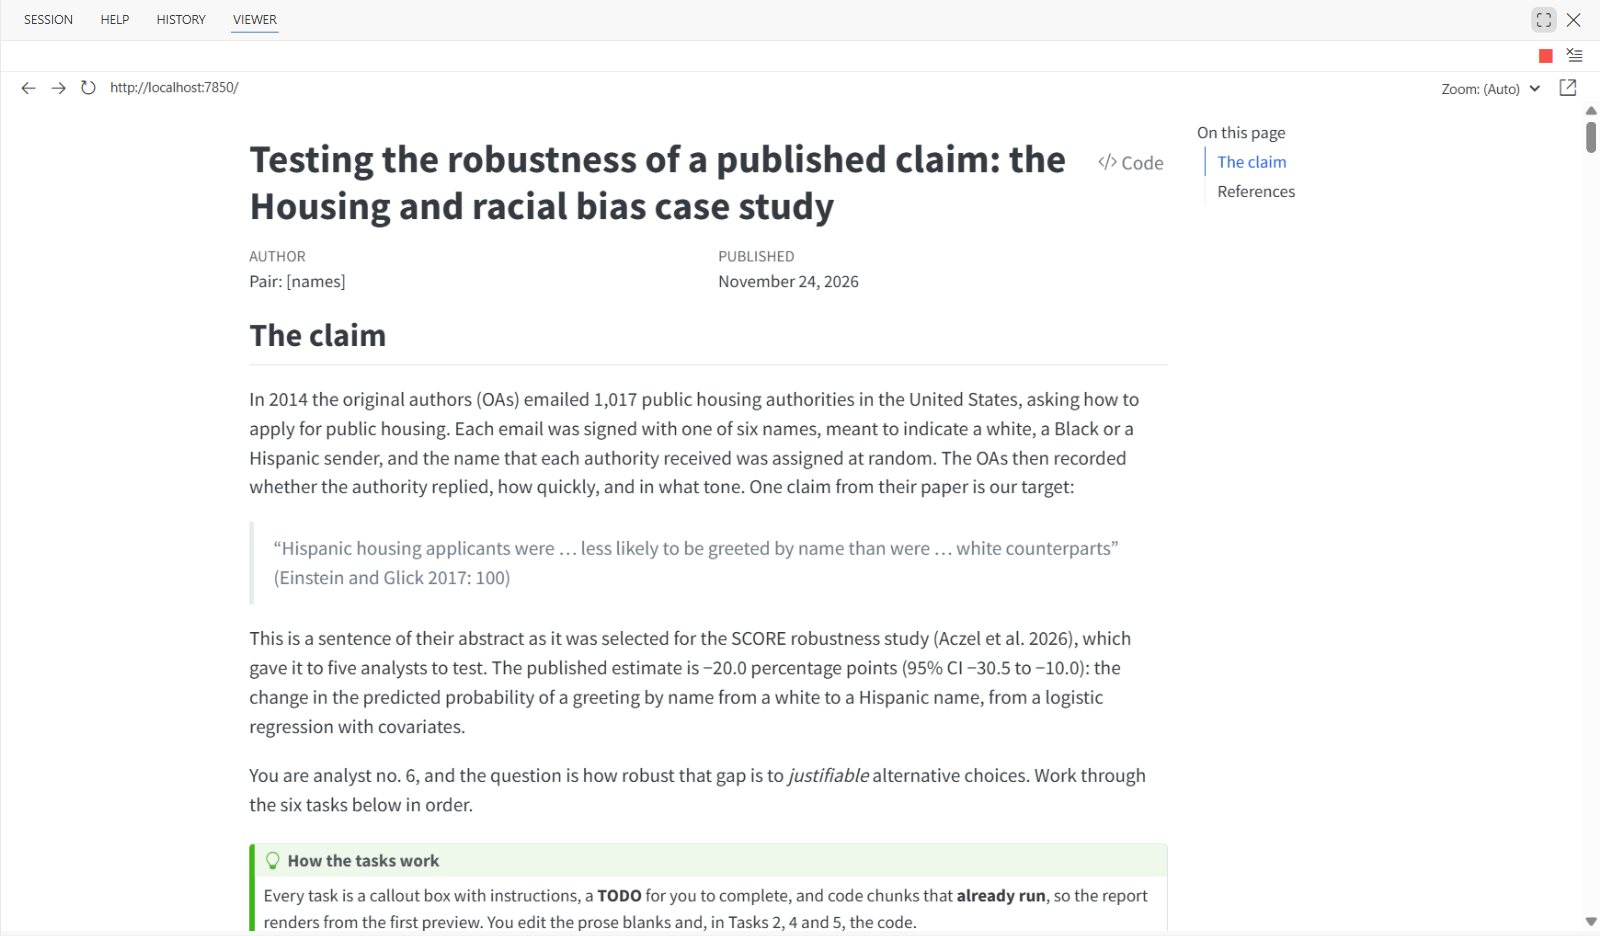 SESSION HELP HISTORY VIEWER
http://localhost:7850/
Zoom: (Auto)
On this page
The claim
References
Testing the robustness of a published claim: the
Housing and racial bias case study
</> Code
AUTHOR
Pair: [names]
PUBLISHED
November 24, 2026
The claim
In 2014 the original authors (OAs) emailed 1,017 public housing authorities in the United States, asking how to
apply for public housing. Each email was signed with one of six names, meant to indicate a white, a Black or a
Hispanic sender, and the name that each authority received was assigned at random. The OAs then recorded
whether the authority replied, how quickly, and in what tone. One claim from their paper is our target:
“Hispanic housing applicants were … less likely to be greeted by name than were … white counterparts”
(Einstein and Glick 2017: 100)
This is a sentence of their abstract as it was selected for the SCORE robustness study (Aczel et al. 2026), which
gave it to five analysts to test. The published estimate is −20.0 percentage points (95% CI −30.5 to −10.0): the
change in the predicted probability of a greeting by name from a white to a Hispanic name, from a logistic
regression with covariates.
You are analyst no. 6, and the question is how robust that gap is to justifiable alternative choices. Work through
the six tasks below in order.
How the tasks work
Every task is a callout box with instructions, a TODO for you to complete, and code chunks that already run, so the report
renders from the first preview. You edit the prose blanks and, in Tasks 2, 4 and 5, the code.